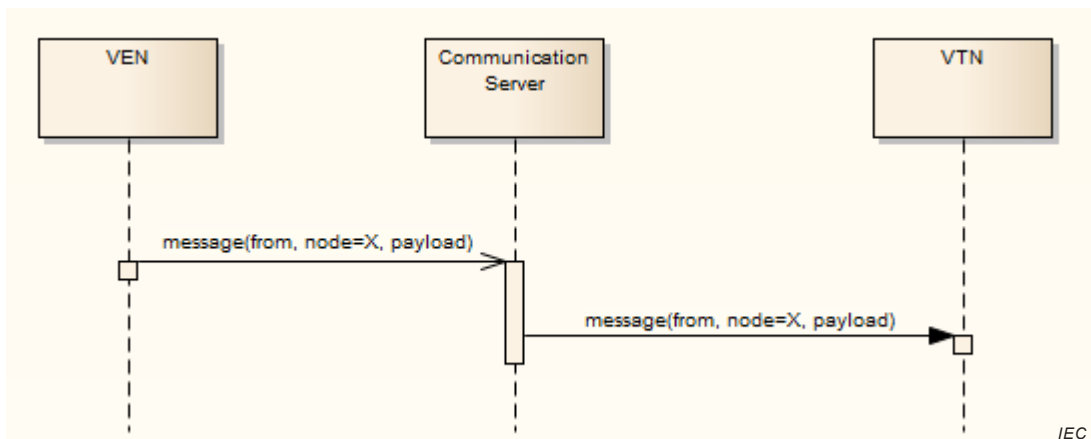 VEN
Communication
Server
VTN
message(from, node=X, payload)
message(from, node=X, payload)
IEC